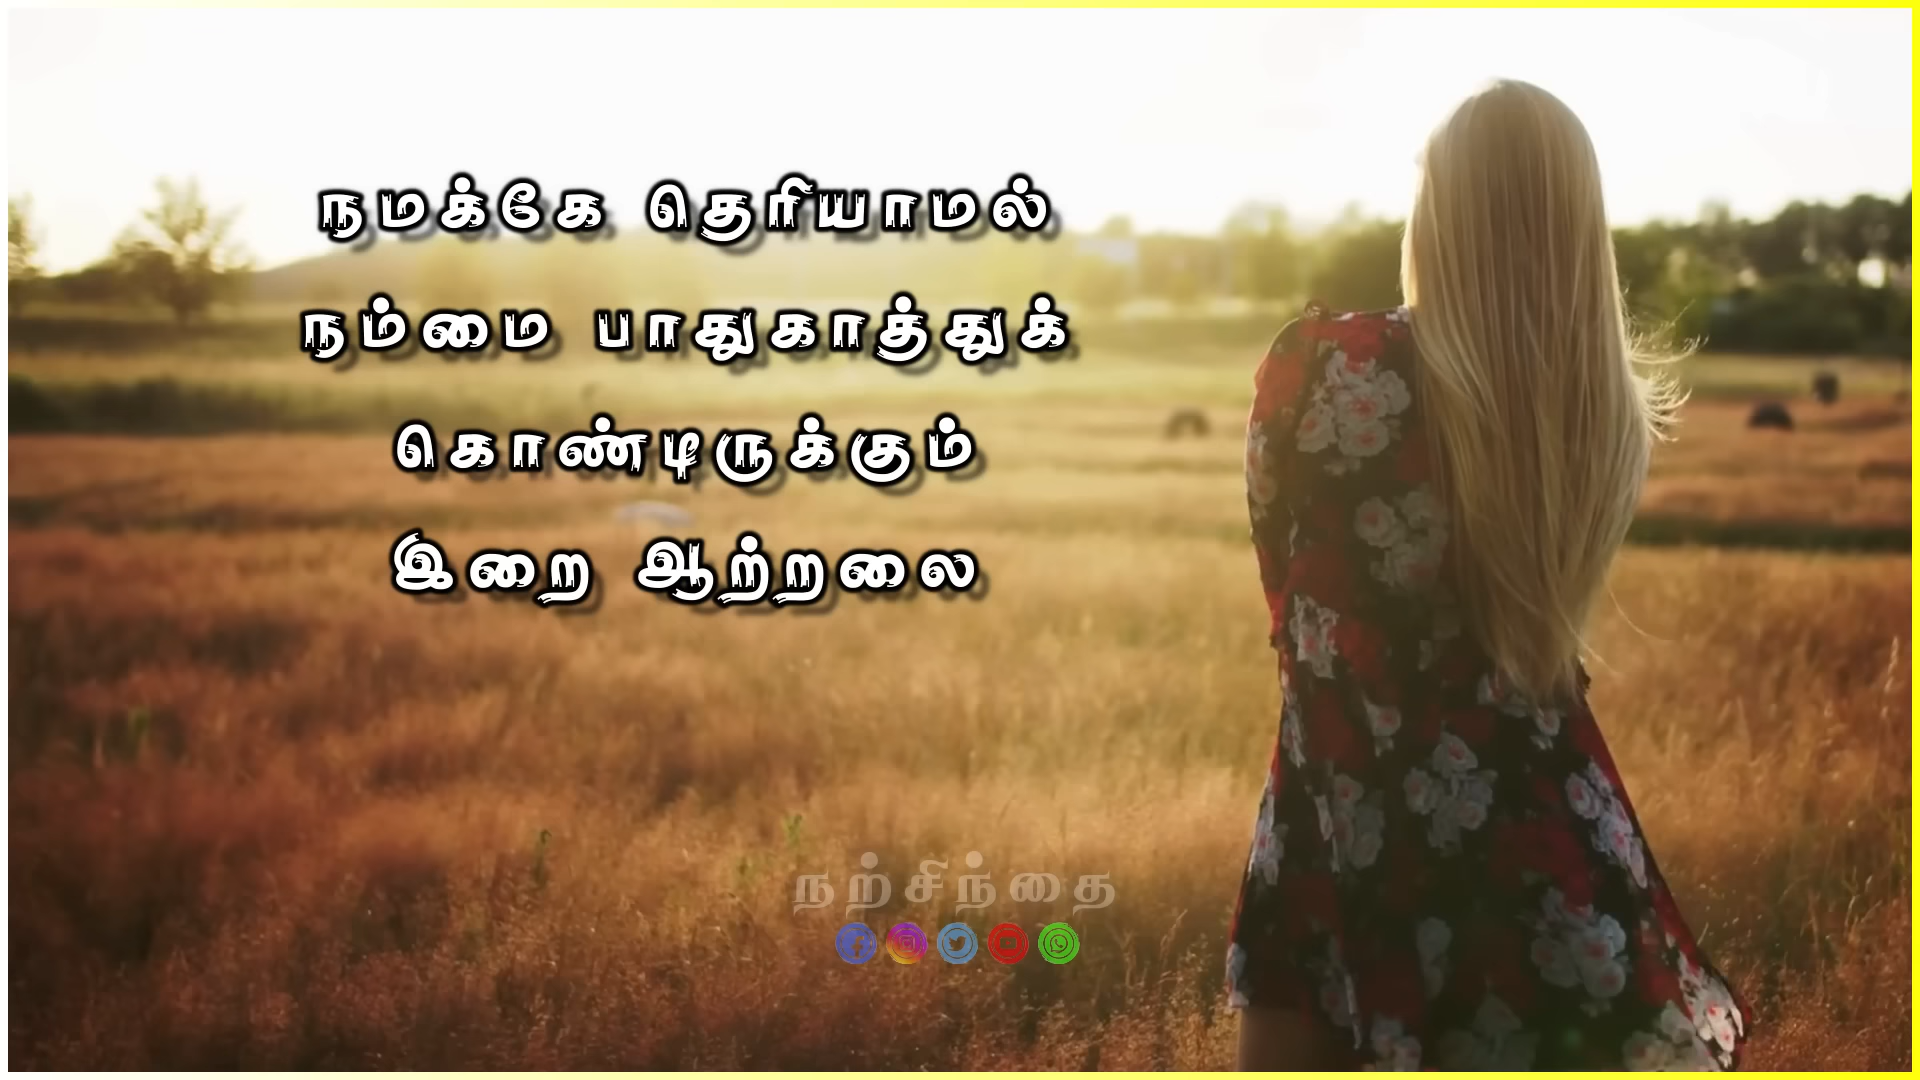 நமக்கே தெரியாமல்
நம்மை பாதுகாத்துக்
கொண்டிருக்கும்
இறை ஆற்றலை
நற்சிந்தை